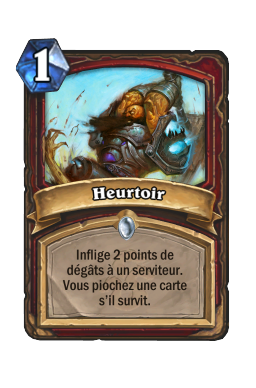 1
Heurtoir
Inflige 2 points de
dégâts à un serviteur.
Vous piochez une carte
s'il survit.